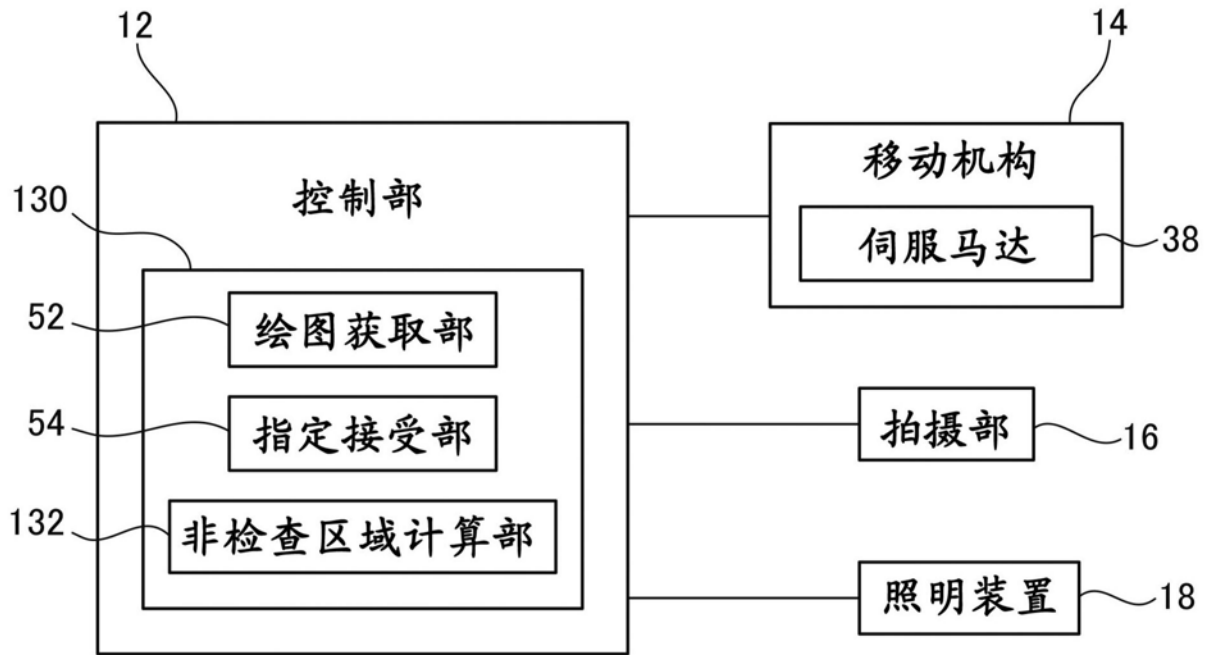 12
14
控制部
移动机构
130
伺服马达
38
52
绘图获取部
54
指定接受部
拍摄部
16
132
非检查区域计算部
照明装置
18